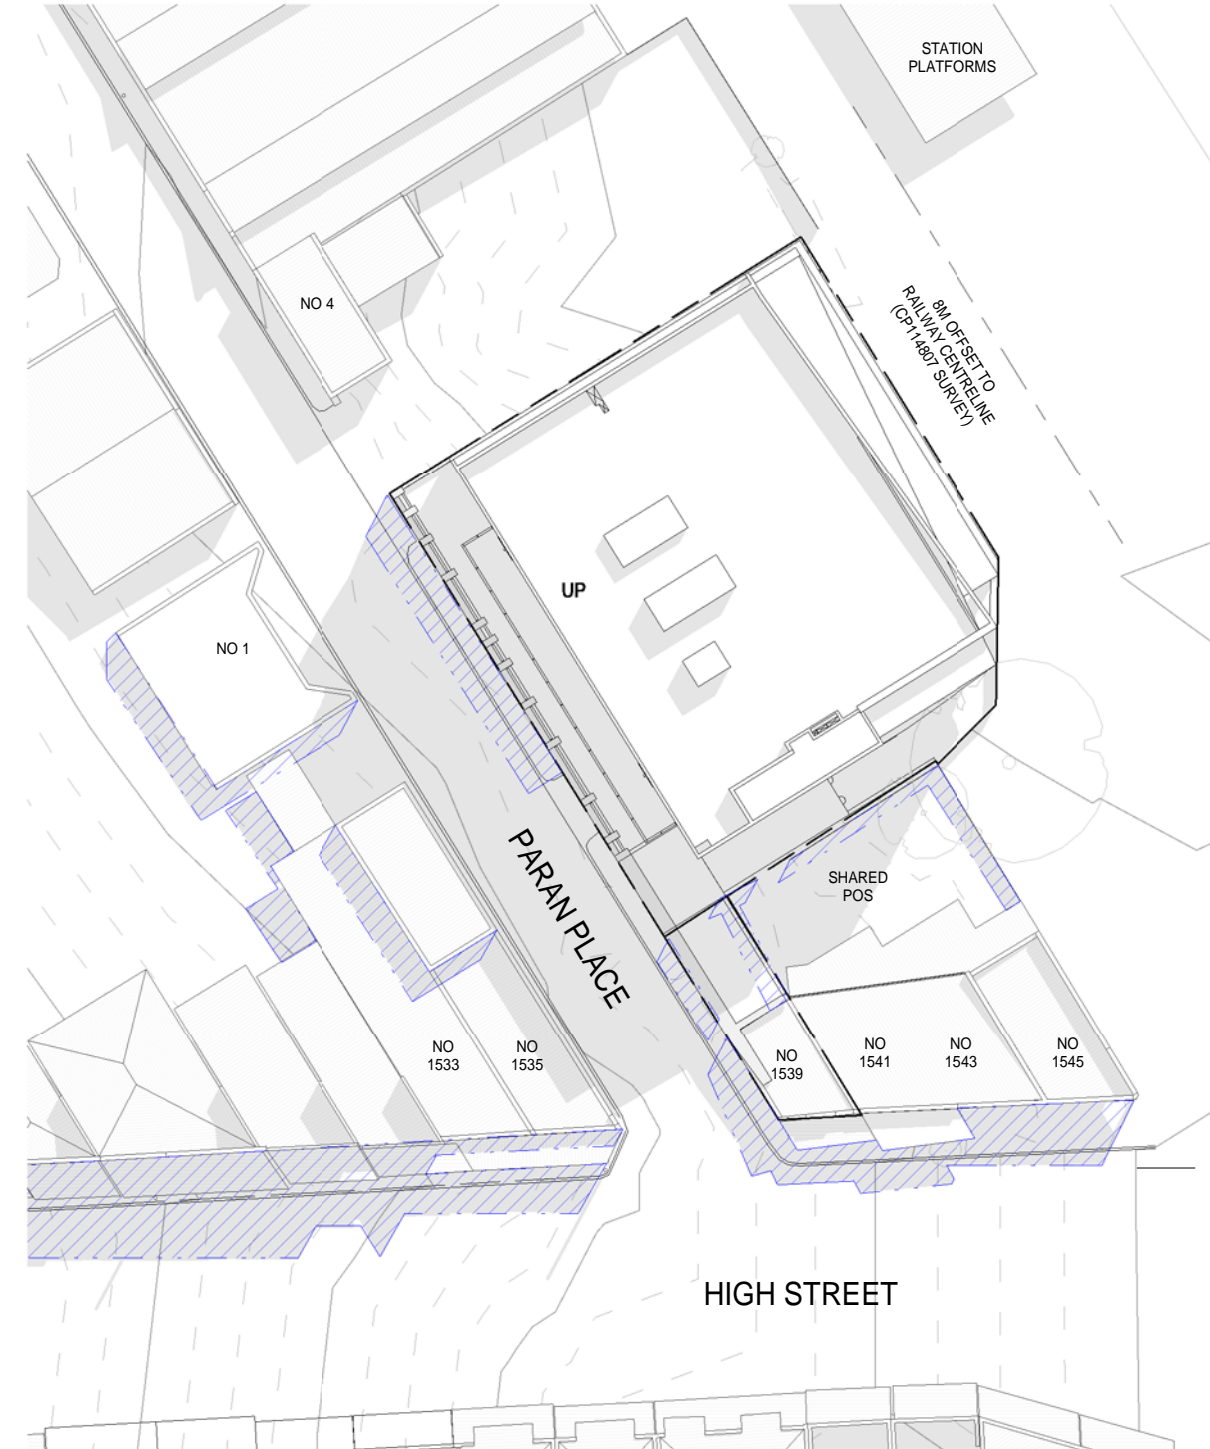 STATION
PLATFORMS
8M OFFSET TO
RAILWAY CENTRELINE
(CP114807 SURVEY)
NO 4
UP
NO 1
PARAN PLACE
SHARED
POS
NO
1533
NO
1535
NO
1539
NO
1541
NO
1543
NO
1545
HIGH STREET